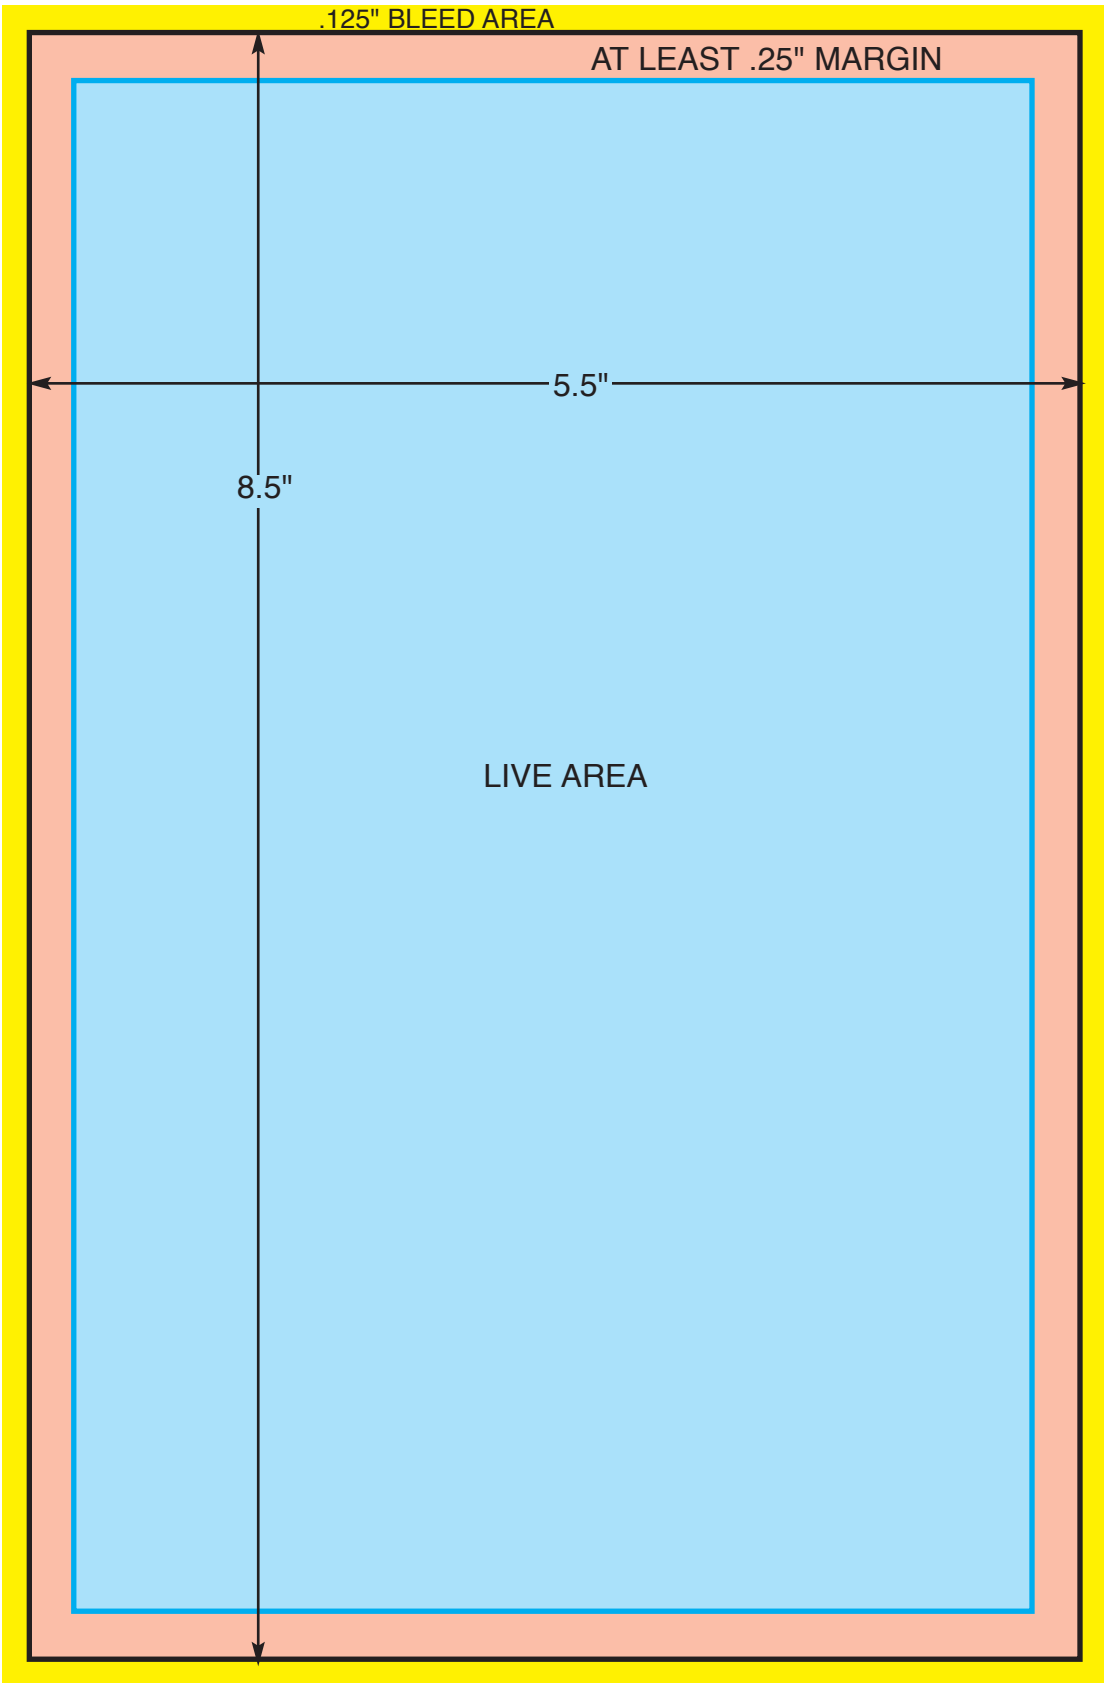 .125" BLEED AREA
AT LEAST .25" MARGIN
5.5"
8.5"
LIVE AREA